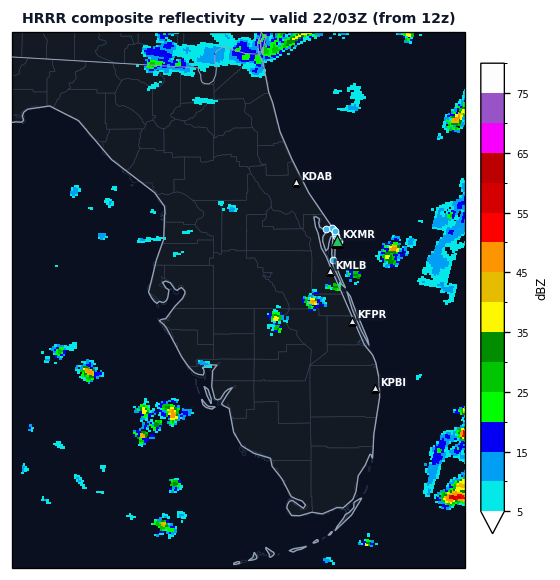 HRRR composite reflectivity — valid 22/03Z (from 12z)
KDAB
KXMR
KMLB
KFPR
KPBI
75
65
55
45
35
25
15
5
dBZ